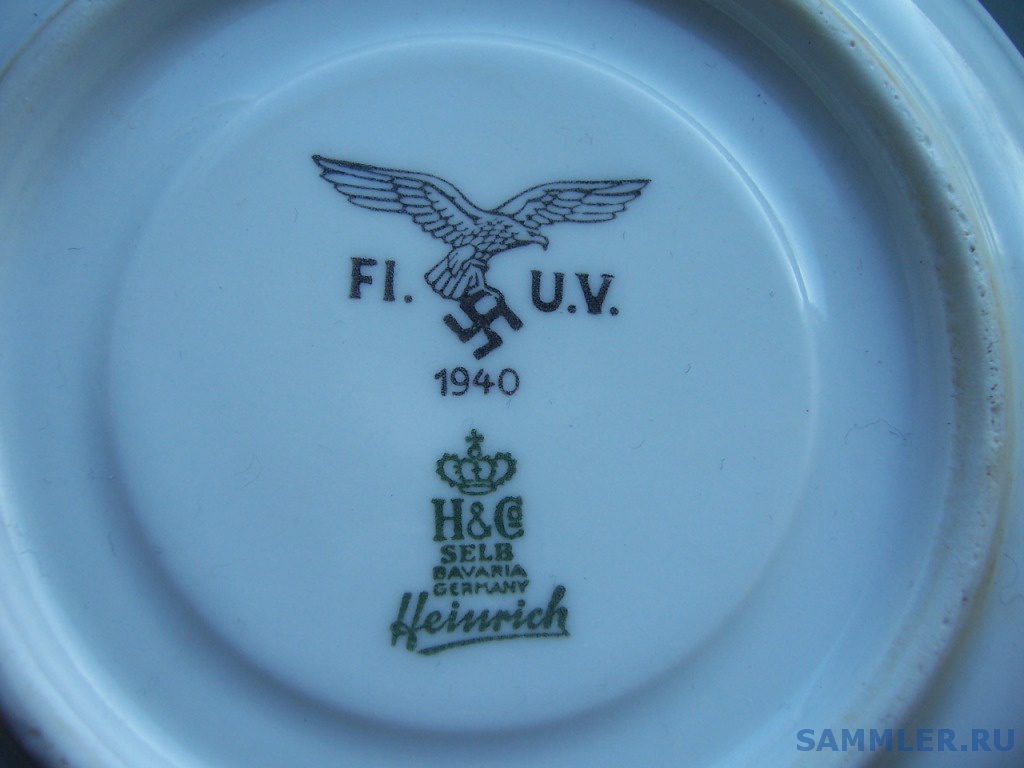 Fl. U.V.
1940
H&Co
SELB
BAVARIA
GERMANY
Heinrich
SAMMLER.RU